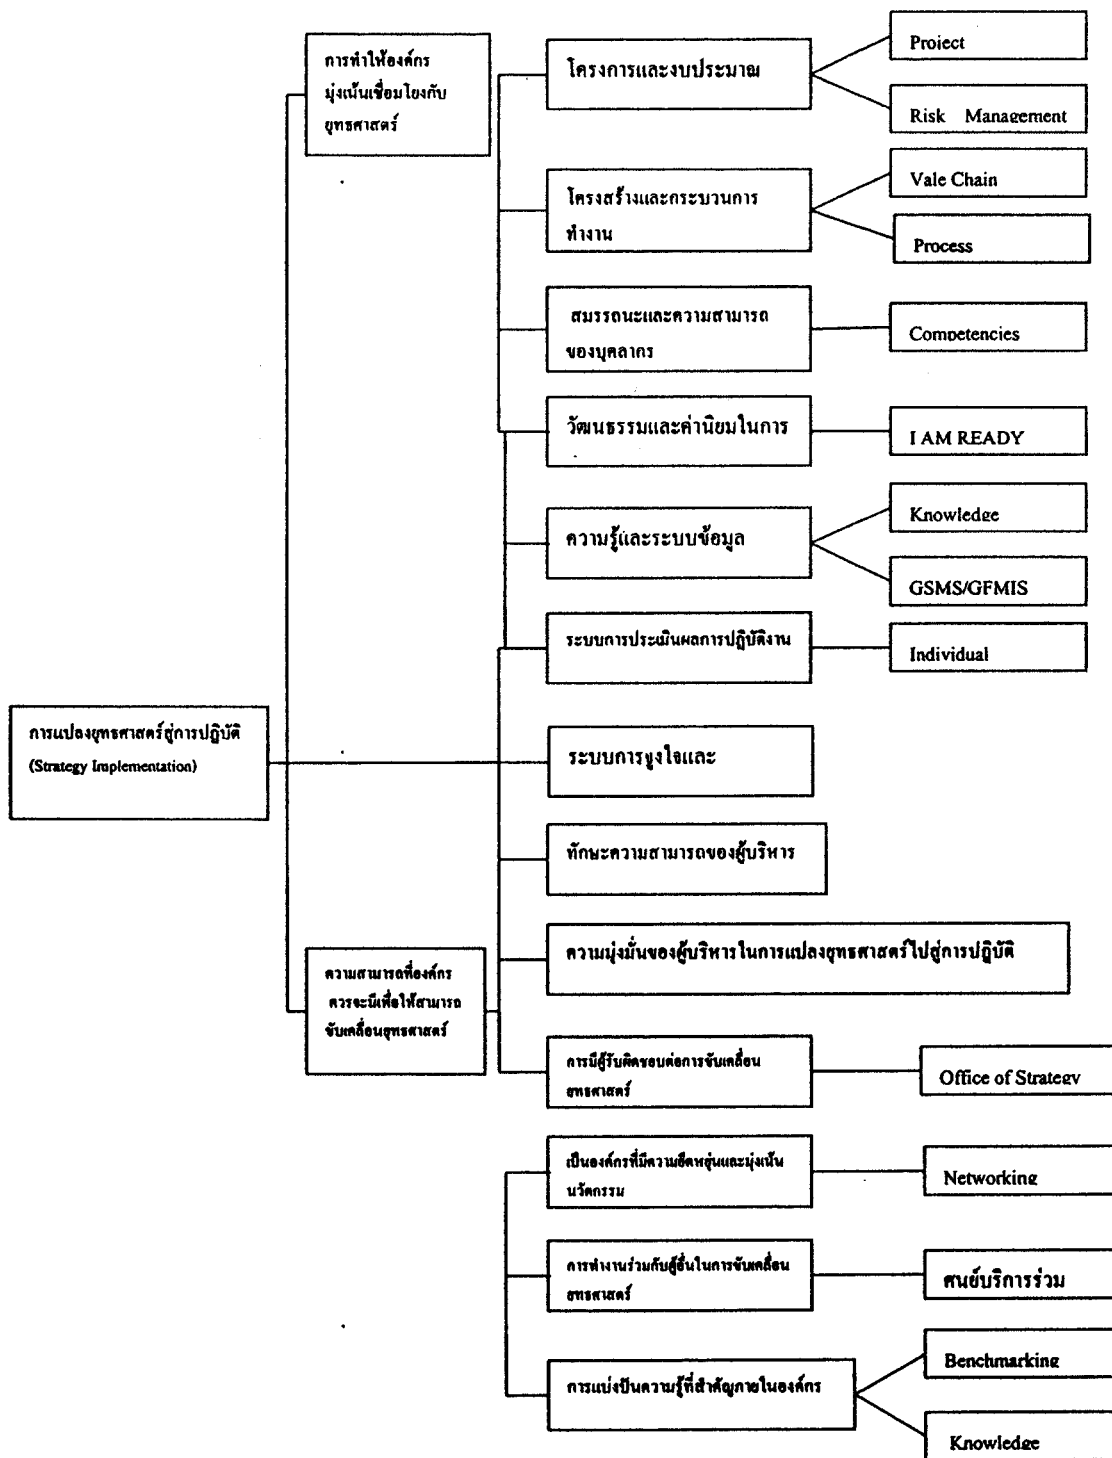 การทำให้องค์กร
มุ่งเน้นเชื่อมโยงกับ
ยุทธศาสตร์
โครงการและงบประมาณ
Project
Risk Management
โครงสร้างและกระบวนการ
ทำงาน
Vale Chain
Process
สมรรถนะและความสามารถ
ของบุคลากร
Competencies
วัฒนธรรมและค่านิยมในการ
I AM READY
ความรู้และระบบข้อมูล
Knowledge
GSMS/GFMIS
ระบบการประเมินผลการปฏิบัติงาน
Individual
การแปลงยุทธศาสตร์สู่การปฏิบัติ
(Strategy Implementation)
ระบบการจูงใจและ
ทักษะความสามารถของผู้บริหาร
ความมุ่งมั่นของผู้บริหารในการแปลงยุทธศาสตร์ไปสู่การปฏิบัติ
ความสามารถที่องค์กร
ควรจะมีเพื่อให้สามารถ
ขับเคลื่อนยุทธศาสตร์
การมีผู้รับผิดชอบต่อการขับเคลื่อน
ยุทธศาสตร์
Office of Strategy
เป็นองค์กรที่มีความยืดหยุ่นและมุ่งเน้น
นวัตกรรม
Networking
การทำงานร่วมกับผู้อื่นในการขับเคลื่อน
ยุทธศาสตร์
ศูนย์บริการร่วม
การแบ่งปันความรู้ที่สำคัญภายในองค์กร
Benchmarking
Knowledge